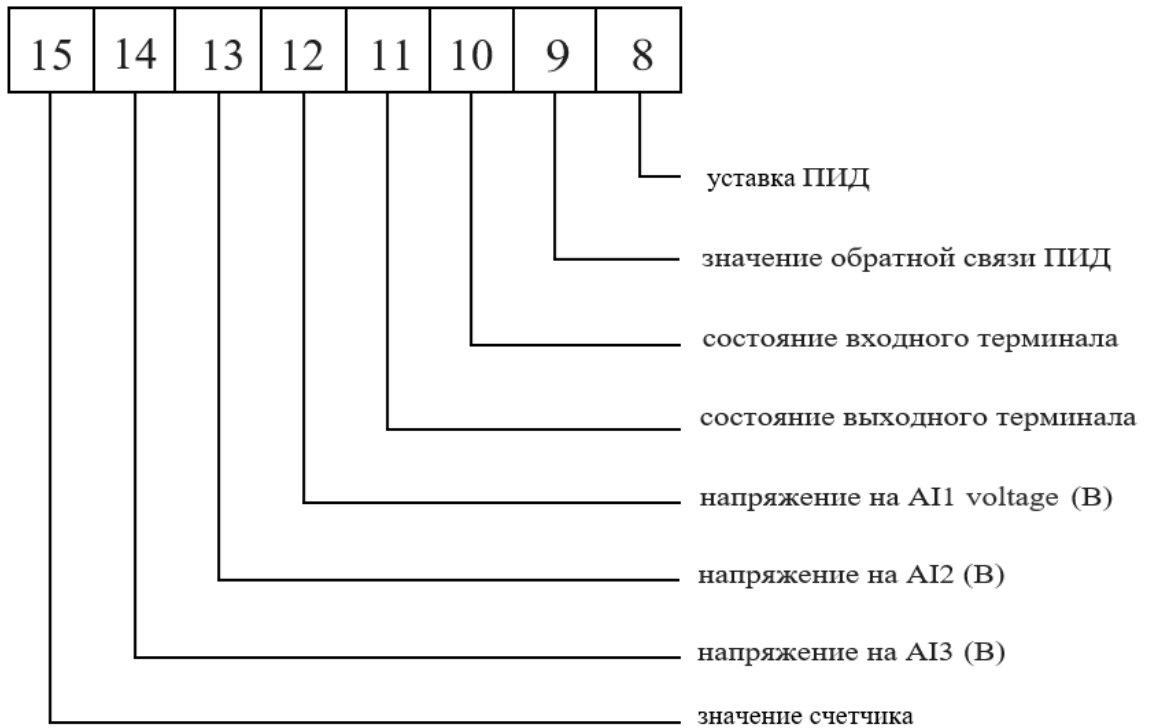 15 14 13 12 11 10 9 8
уставка ПИД
значение обратной связи ПИД
состояние входного терминала
состояние выходного терминала
напряжение на AI1 voltage (В)
напряжение на AI2 (В)
напряжение на AI3 (В)
значение счетчика